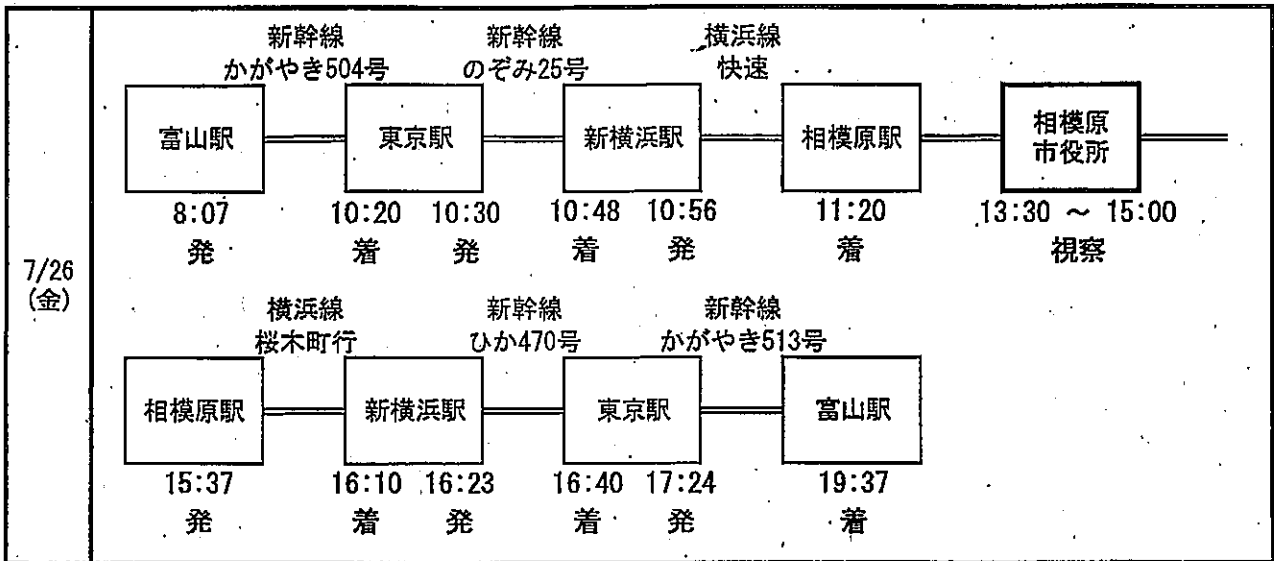 7/26
(金)
新幹線
かがやき504号
新幹線
のぞみ25号
横浜線
快速
富山駅
東京駅
新横浜駅
相模原駅
相模原
市役所
8:07
発
10:20
着
10:30
発
10:48
着
10:56
発
11:20
着
13:30 ～ 15:00
視察
横浜線
桜木町行
新幹線
ひか470号
新幹線
かがやき513号
相模原駅
新横浜駅
東京駅
富山駅
15:37
発
16:10
着
16:23
発
16:40
着
17:24
発
19:37
着